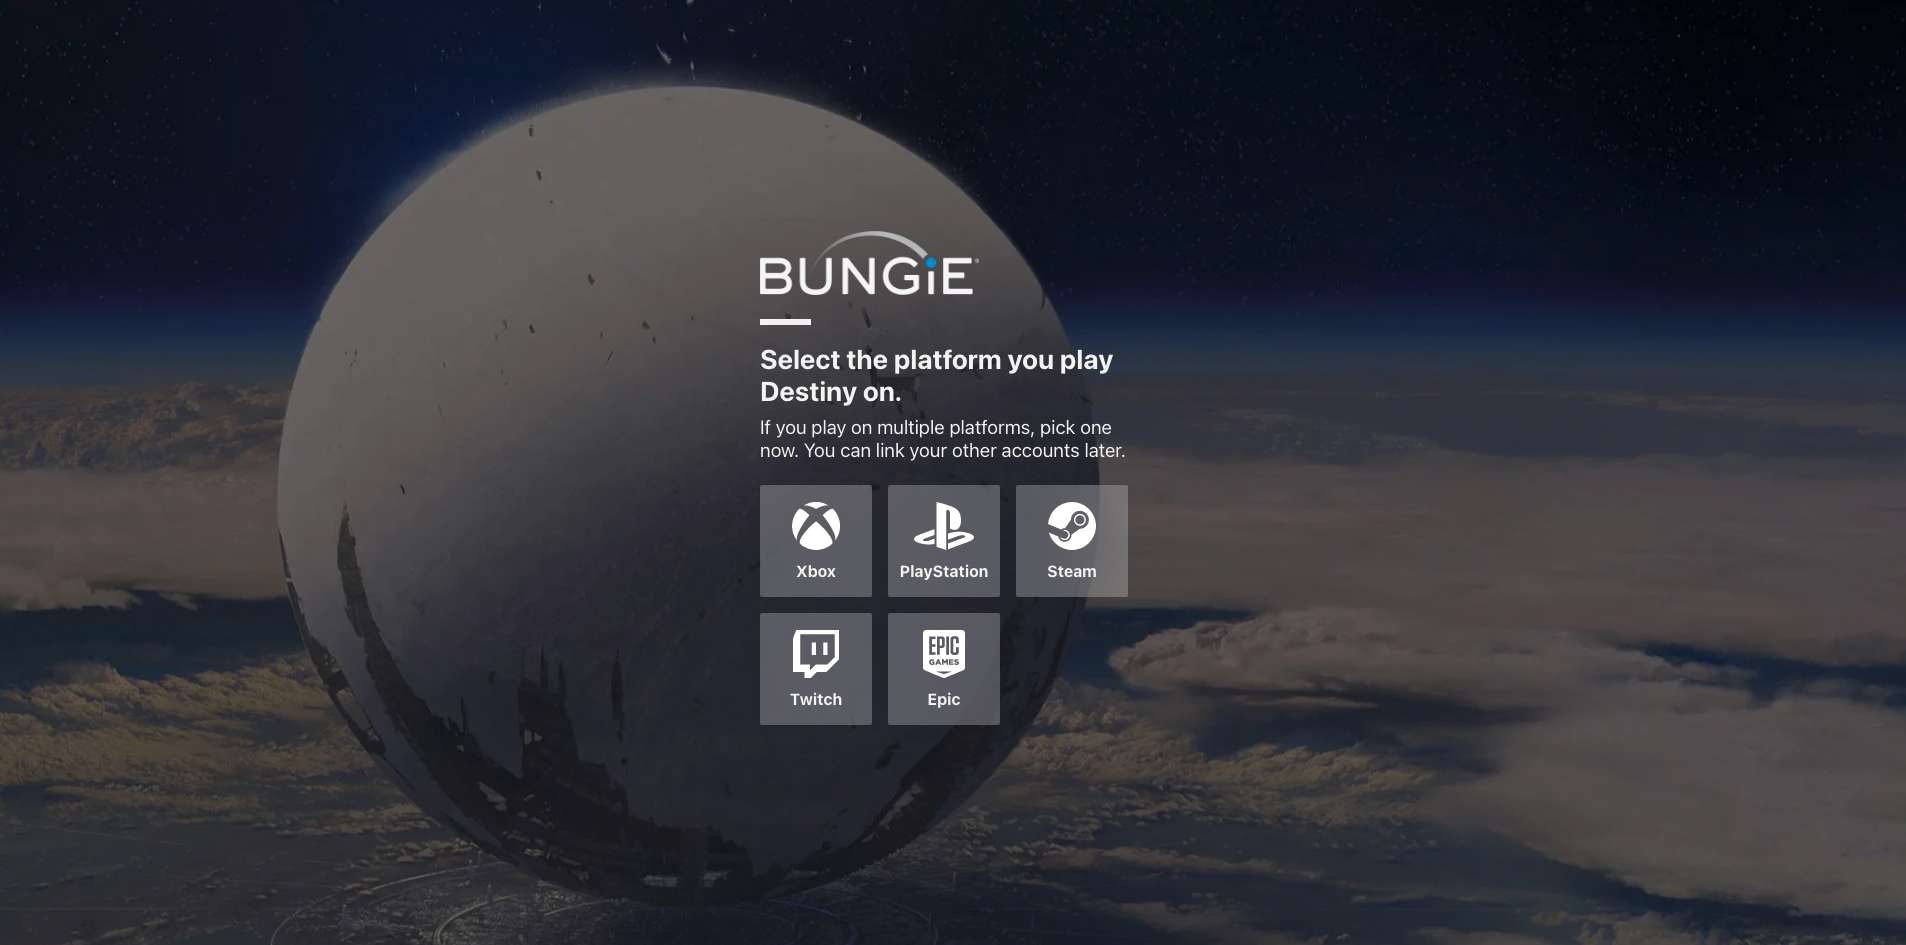 BUNGiE®
Select the platform you play
Destiny on.
If you play on multiple platforms, pick one
now. You can link your other accounts later.
Xbox
PlayStation
Steam
Twitch
EPIC
GAMES
Epic